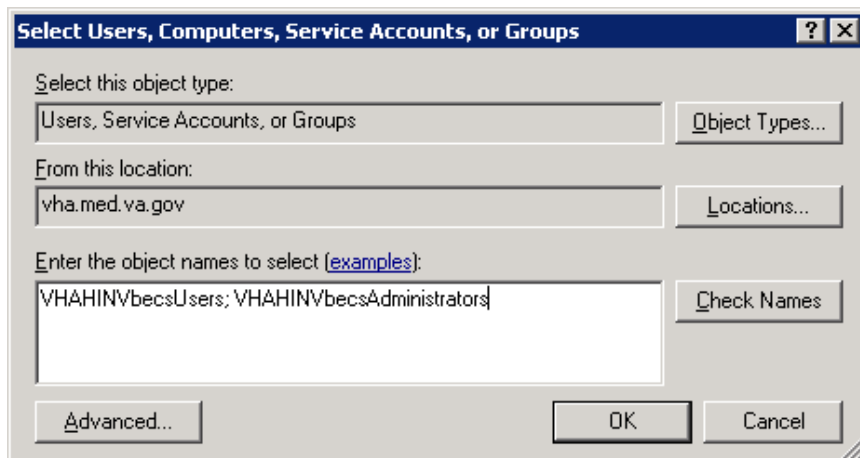 Select Users, Computers, Service Accounts, or Groups
Select this object type:
Users, Service Accounts, or Groups
Object Types...
From this location:
vha.med.va.gov
Locations...
Enter the object names to select (examples):
VHAHINVbecsUsers; VHAHINVbecsAdministrators
Check Names
Advanced...
OK
Cancel